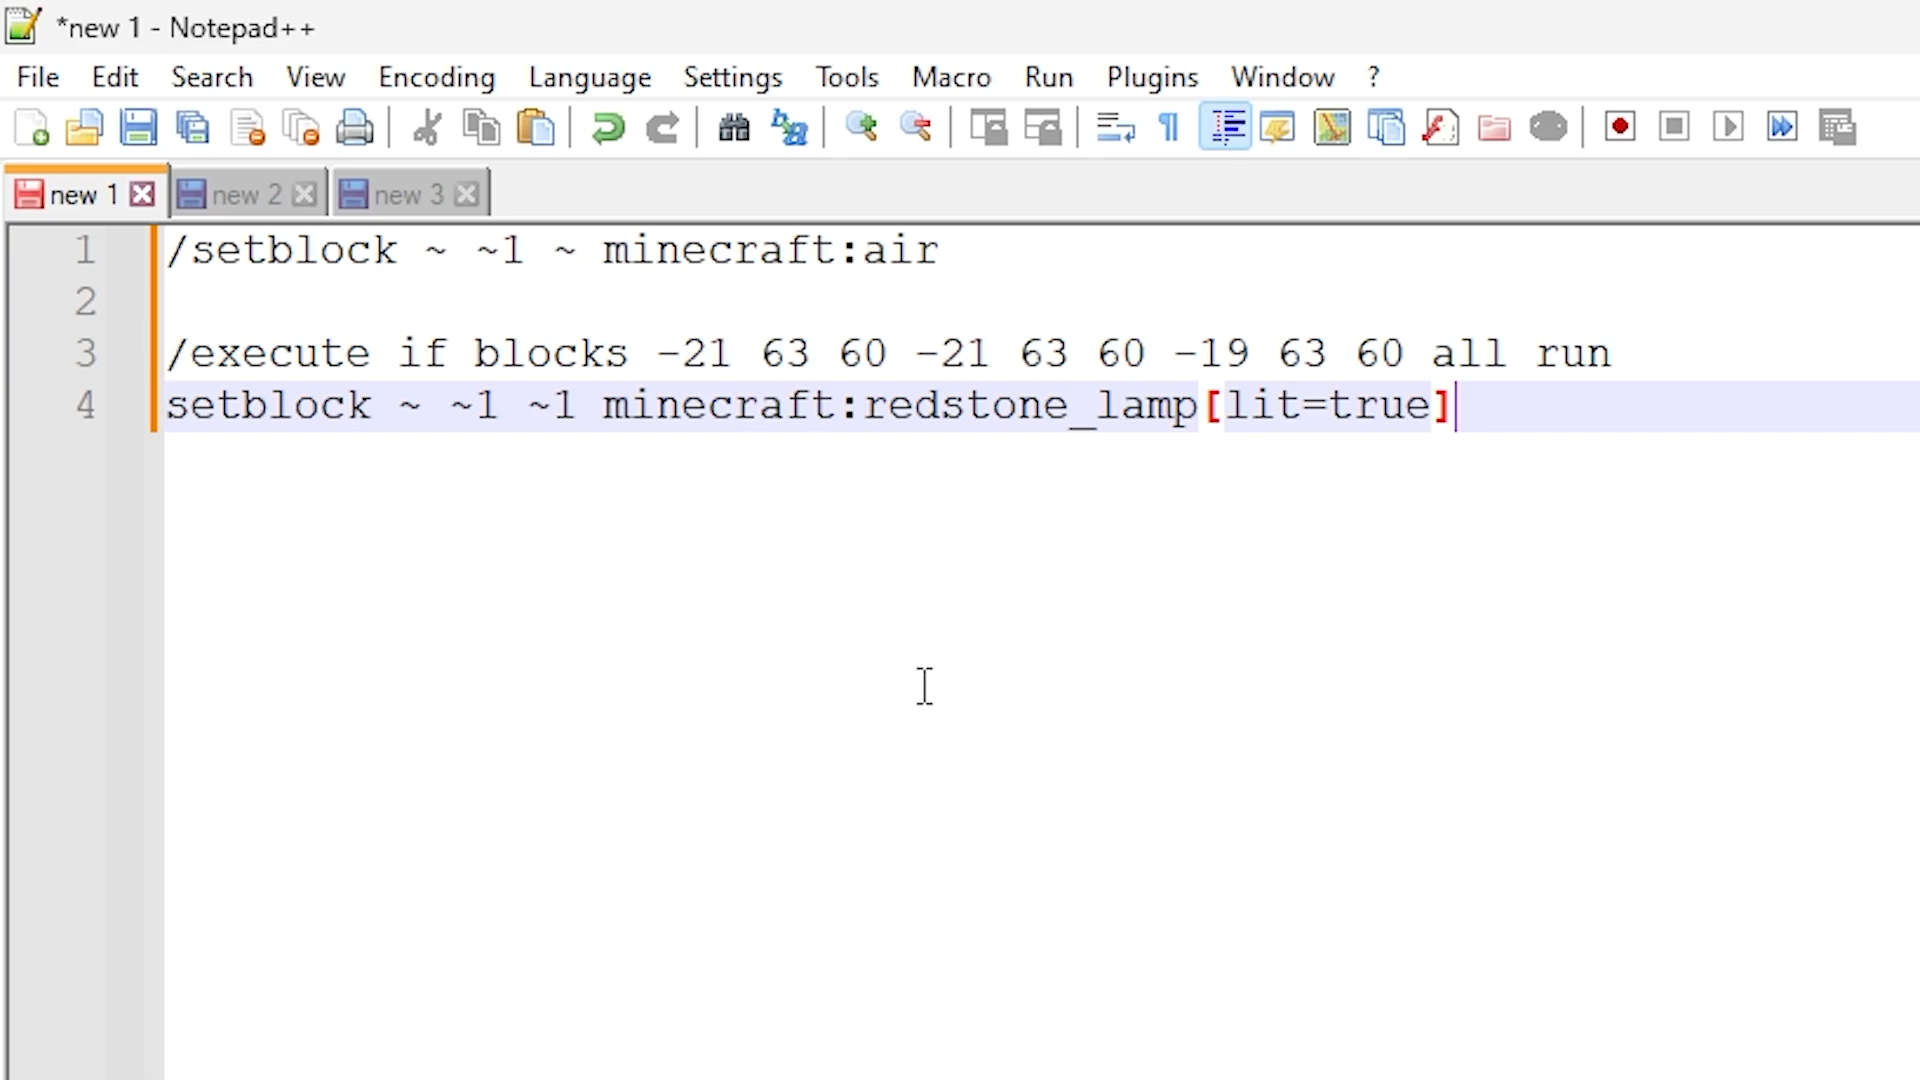 *new 1 - Notepad++
File Edit Search View Encoding Language Settings Tools Macro Run Plugins Window ?
new 1 new 2 new 3
1 /setblock ~ ~1 ~ minecraft:air
2
3 /execute if blocks -21 63 60 -21 63 60 -19 63 60 all run
4 setblock ~ ~1 ~1 minecraft:redstone_lamp[lit=true]